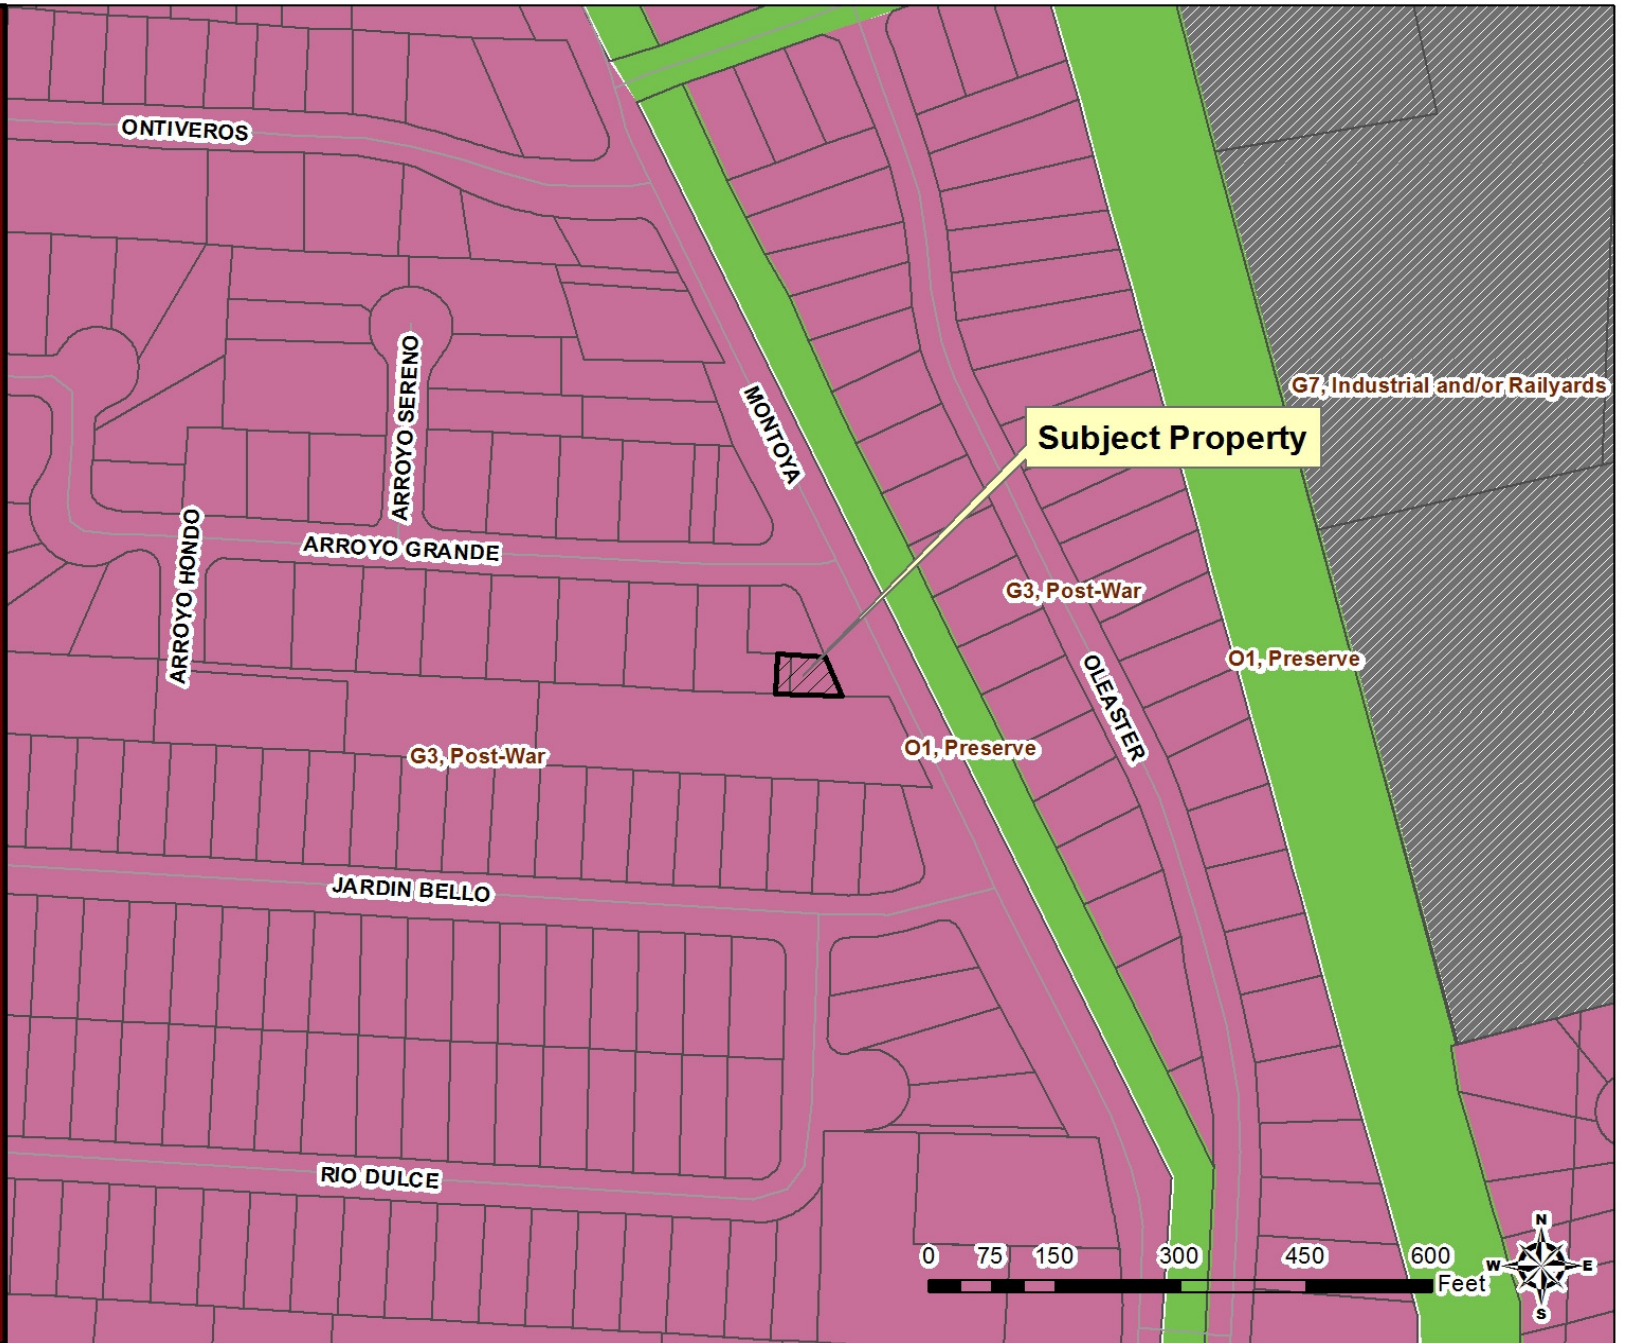 ONTIVEROS
G7, Industrial and/or Railyards
ARROYO SERENO
MONTOYA
Subject Property
ARROYO HONDO
ARROYO GRANDE
G3, Post-War
OLEASTER
O1, Preserve
O1, Preserve
G3, Post-War
JARDIN BELLO
RIO DULCE
0 75 150 300 450 600
Feet
N
W E
S